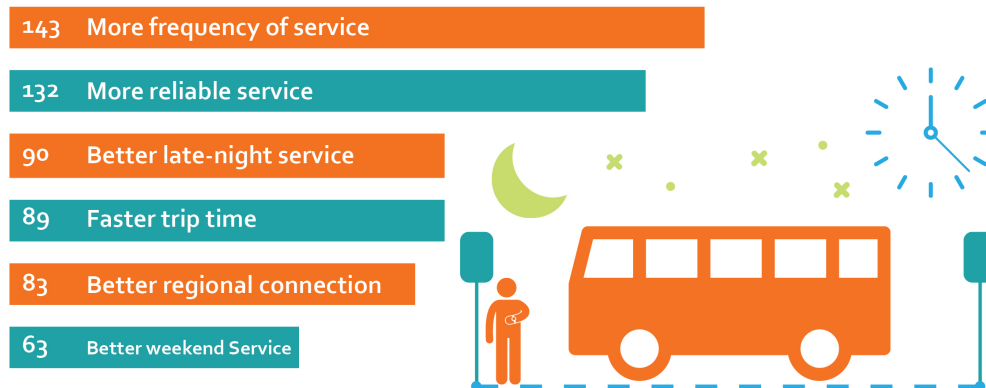 143 More frequency of service
132 More reliable service
90 Better late-night service
89 Faster trip time
83 Better regional connection
63 Better weekend Service